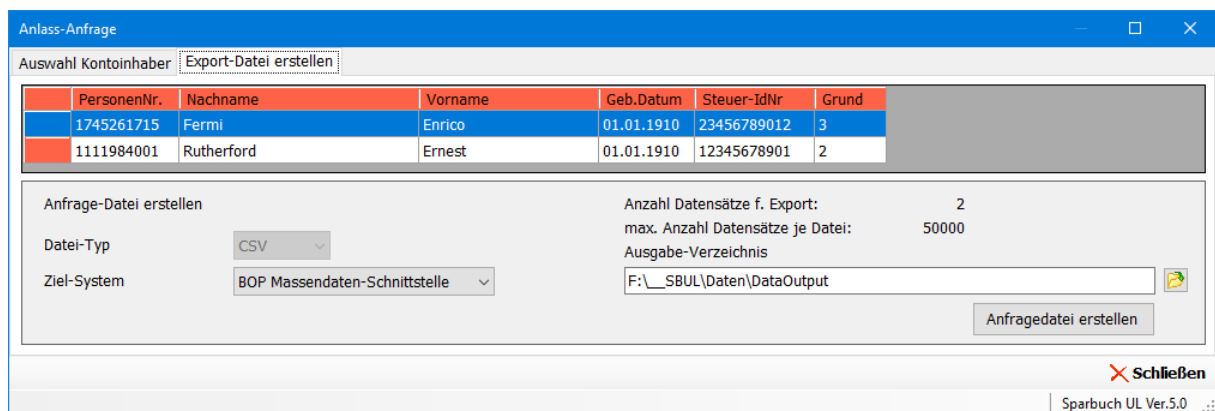 Anlass-Anfrage
Auswahl Kontoinhaber Export-Datei erstellen
PersonenNr. Nachname Vorname Geb.Datum Steuer-IdNr Grund
1745261715 Fermi Enrico 01.01.1910 23456789012 3
1111984001 Rutherford Ernest 01.01.1910 12345678901 2
Anfrage-Datei erstellen
Anzahl Datensätze f. Export: 2
max. Anzahl Datensätze je Datei: 50000
Datei-Typ CSV
Ausgabe-Verzeichnis
Ziel-System BOP Massendaten-Schnittstelle
F:\__SBUL\Daten\DataOutput
Anfragedatei erstellen
Schließen
Sparbuch UL Ver.5.0